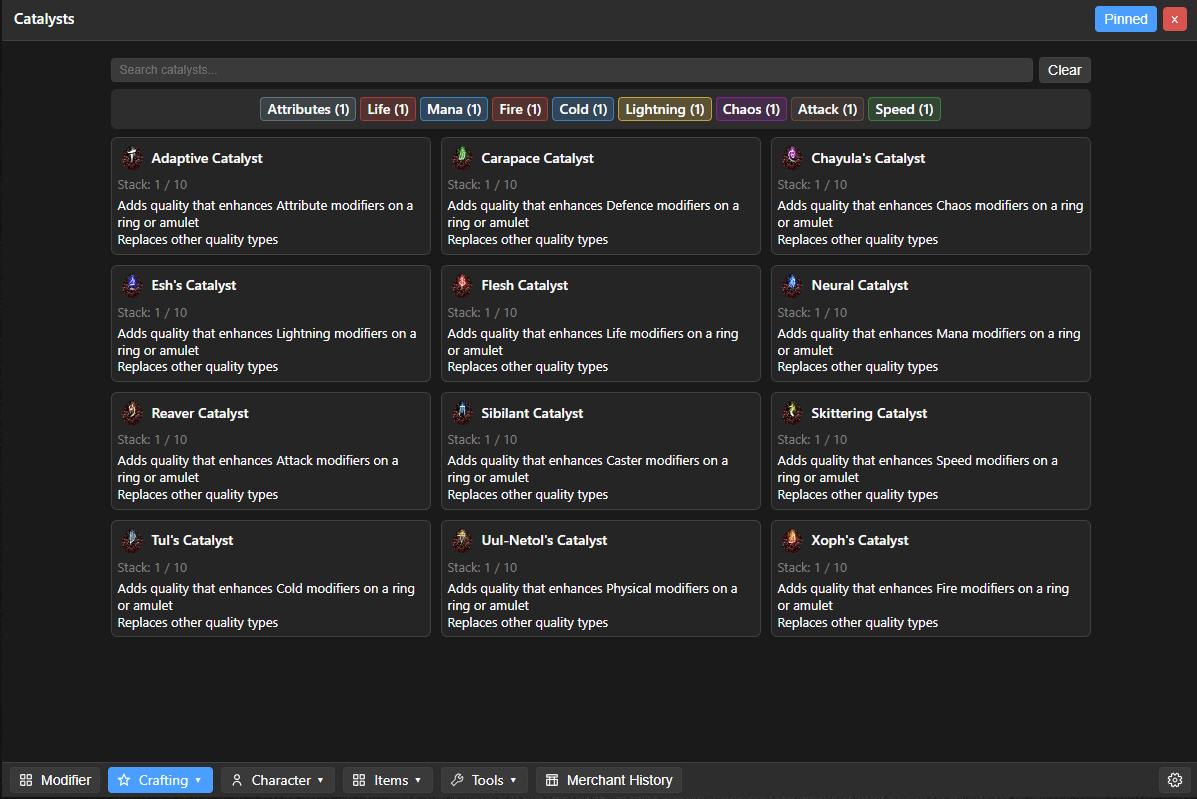 Catalysts
Pinned
x
Search catalysts...
Clear
Attributes (1) Life (1) Mana (1) Fire (1) Cold (1) Lightning (1) Chaos (1) Attack (1) Speed (1)
Adaptive Catalyst
Stack: 1 / 10
Adds quality that enhances Attribute modifiers on a
ring or amulet
Replaces other quality types
Carapace Catalyst
Stack: 1 / 10
Adds quality that enhances Defence modifiers on a
ring or amulet
Replaces other quality types
Chayula's Catalyst
Stack: 1 / 10
Adds quality that enhances Chaos modifiers on a ring
or amulet
Replaces other quality types
Esh's Catalyst
Stack: 1 / 10
Adds quality that enhances Lightning modifiers on a
ring or amulet
Replaces other quality types
Flesh Catalyst
Stack: 1 / 10
Adds quality that enhances Life modifiers on a ring
or amulet
Replaces other quality types
Neural Catalyst
Stack: 1 / 10
Adds quality that enhances Mana modifiers on a ring
or amulet
Replaces other quality types
Reaver Catalyst
Stack: 1 / 10
Adds quality that enhances Attack modifiers on a
ring or amulet
Replaces other quality types
Sibilant Catalyst
Stack: 1 / 10
Adds quality that enhances Caster modifiers on a
ring or amulet
Replaces other quality types
Skittering Catalyst
Stack: 1 / 10
Adds quality that enhances Speed modifiers on a
ring or amulet
Replaces other quality types
Tul's Catalyst
Stack: 1 / 10
Adds quality that enhances Cold modifiers on a ring
or amulet
Replaces other quality types
Uul-Netol's Catalyst
Stack: 1 / 10
Adds quality that enhances Physical modifiers on a
ring or amulet
Replaces other quality types
Xoph's Catalyst
Stack: 1 / 10
Adds quality that enhances Fire modifiers on a ring
or amulet
Replaces other quality types
Modifier Crafting Character Items Tools Merchant History